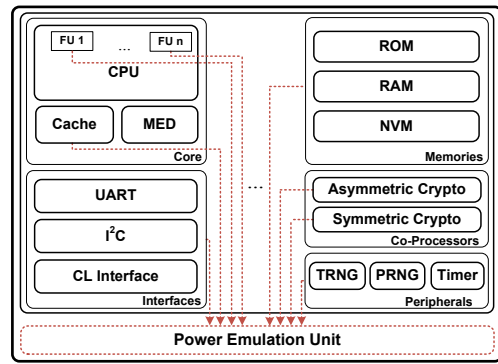 FU 1
...
FU n
CPU
Cache
MED
Core
ROM
RAM
NVM
Memories
...
UART
I²C
CL Interface
Interfaces
Asymmetric Crypto
Symmetric Crypto
Co-Processors
TRNG
PRNG
Timer
Peripherals
Power Emulation Unit